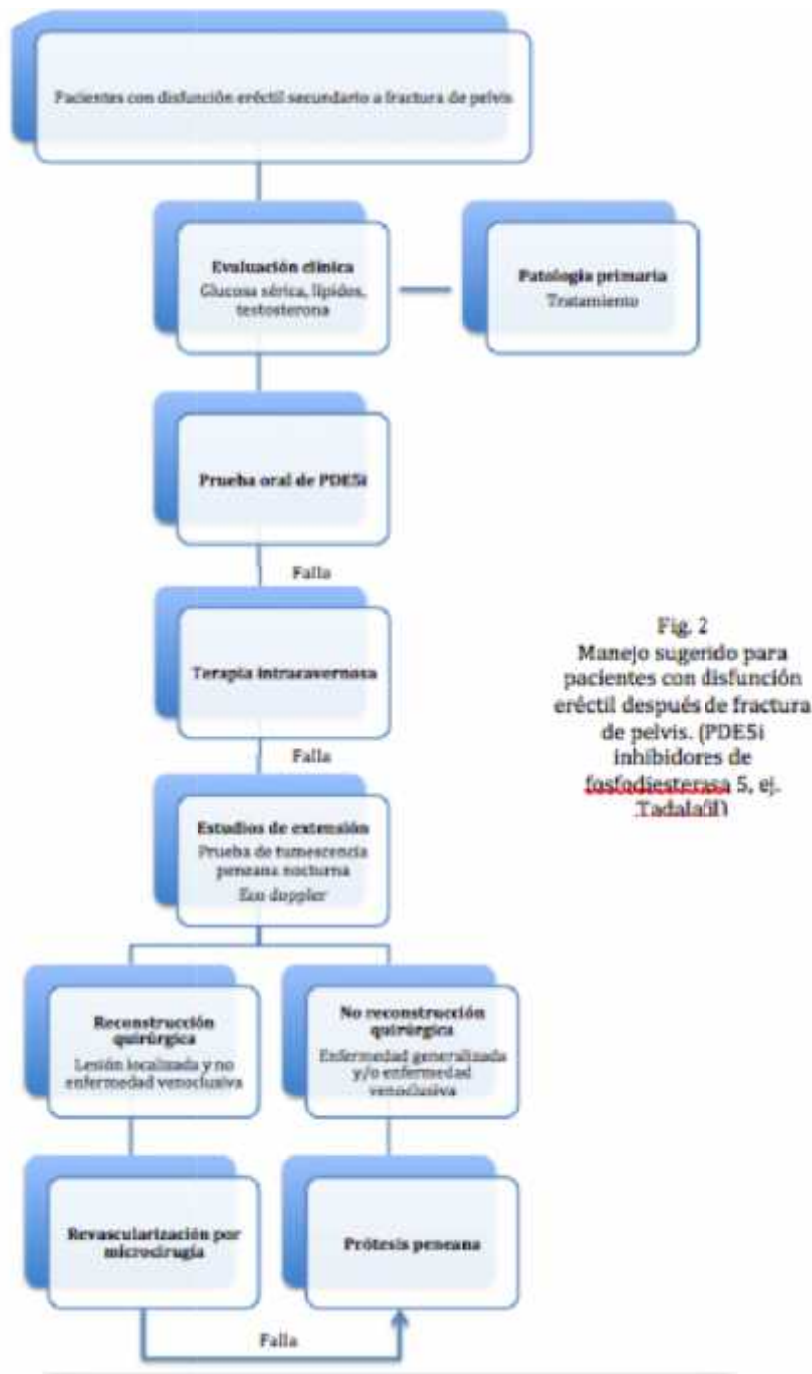 Pacientes con disfunción eréctil secundario a fractura de pelvis
Evaluación clínica
Glucosa sérica, lípidos,
testosterona
Patología primaria
Tratamiento
Prueba oral de PDE5i
Falla
Terapia intracavernosa
Falla
Fig. 2
Manejo sugerido para
pacientes con disfunción
eréctil después de fractura
de pelvis. (PDE5i
inhibidores de
fosfodiesterasa 5, ej.
Tadalafil)
Estudios de extensión
Prueba de tumescencia
peneana nocturna
Eco doppler
Reconstrucción
quirúrgica
Lesión localizada y no
enfermedad venoclusiva
No reconstrucción
quirúrgica
Enfermedad generalizada
y/o enfermedad
venoclusiva
Revascularización por
microcirugía
Prótesis peneana
Falla